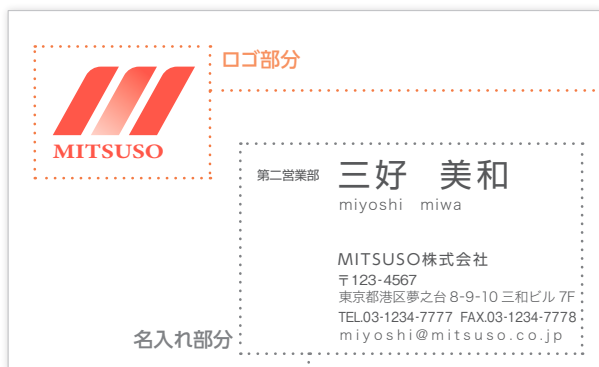 ロゴ部分
MITSUSO
第二営業部 三好 美和
miyoshi miwa
MITSUSO株式会社
〒123-4567
東京都港区夢之台 8-9-10 三和ビル 7F
TEL.03-1234-7777 FAX.03-1234-7778
miyoshi@mitsuso.co.jp
名入れ部分